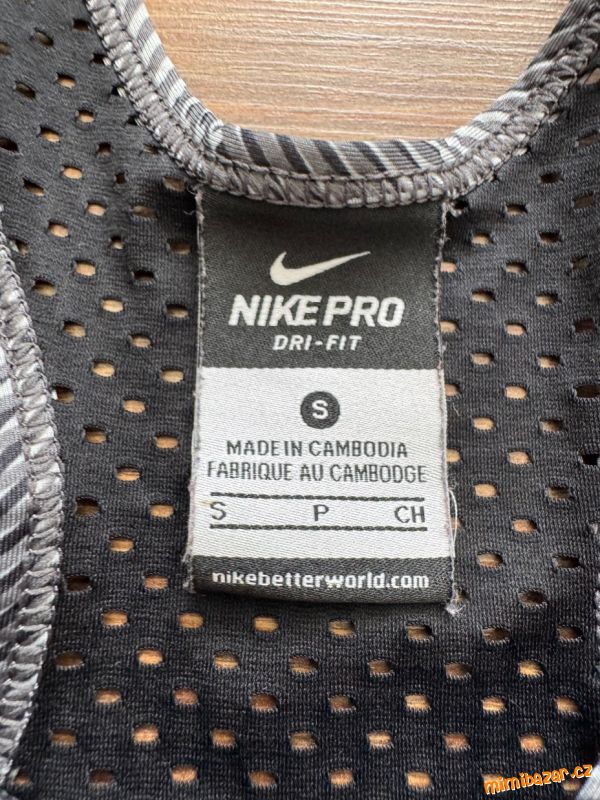 NIKE PRO
DRI-FIT
S
MADE IN CAMBODIA
FABRIQUE AU CAMBODGE
S P CH
nikebetterworld.com
mimibazar.cz